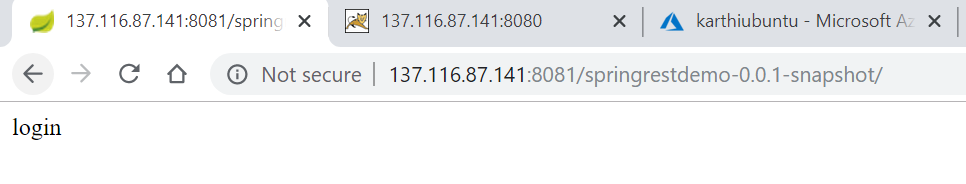 137.116.87.141:8081/spring
137.116.87.141:8080
karthiubuntu - Microsoft Az
Not secure
137.116.87.141:8081/springrestdemo-0.0.1-snapshot/
login